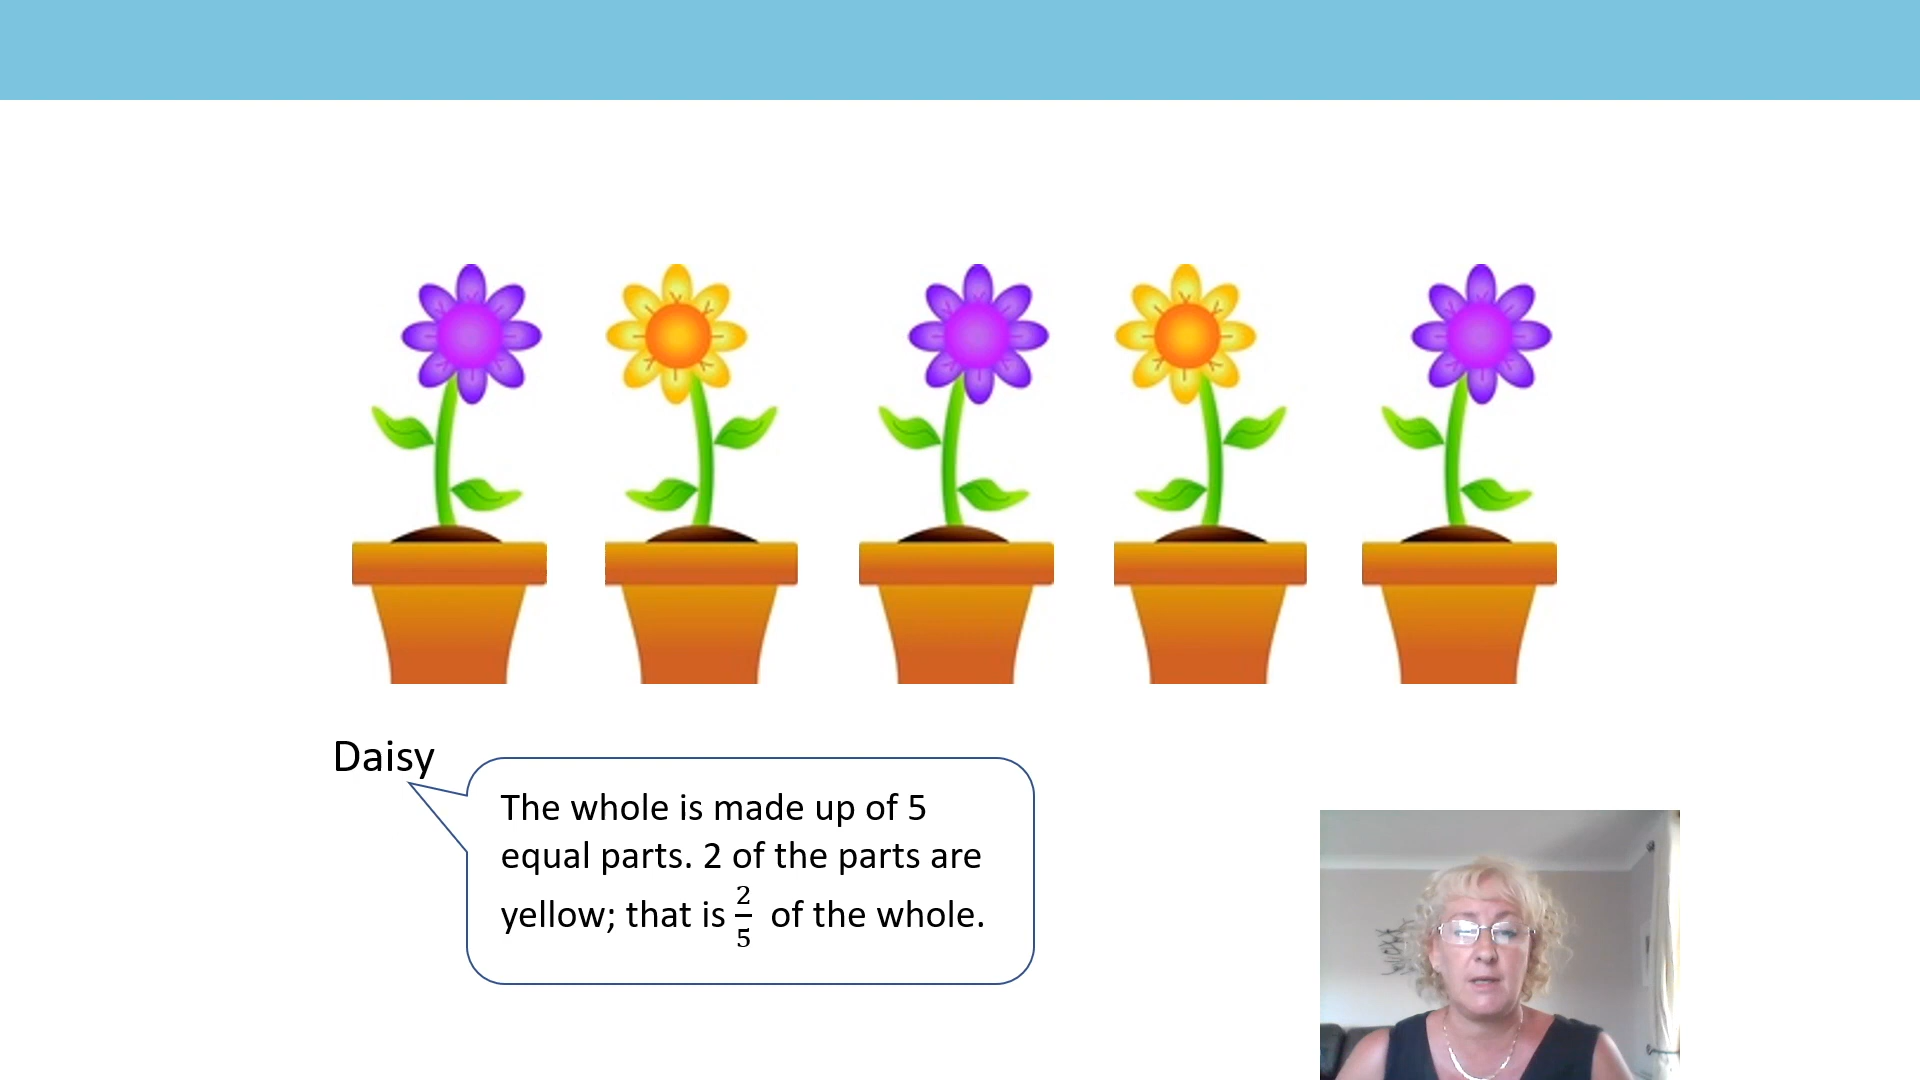 Daisy
The whole is made up of 5
equal parts. 2 of the parts are
yellow; that is 2/5 of the whole.